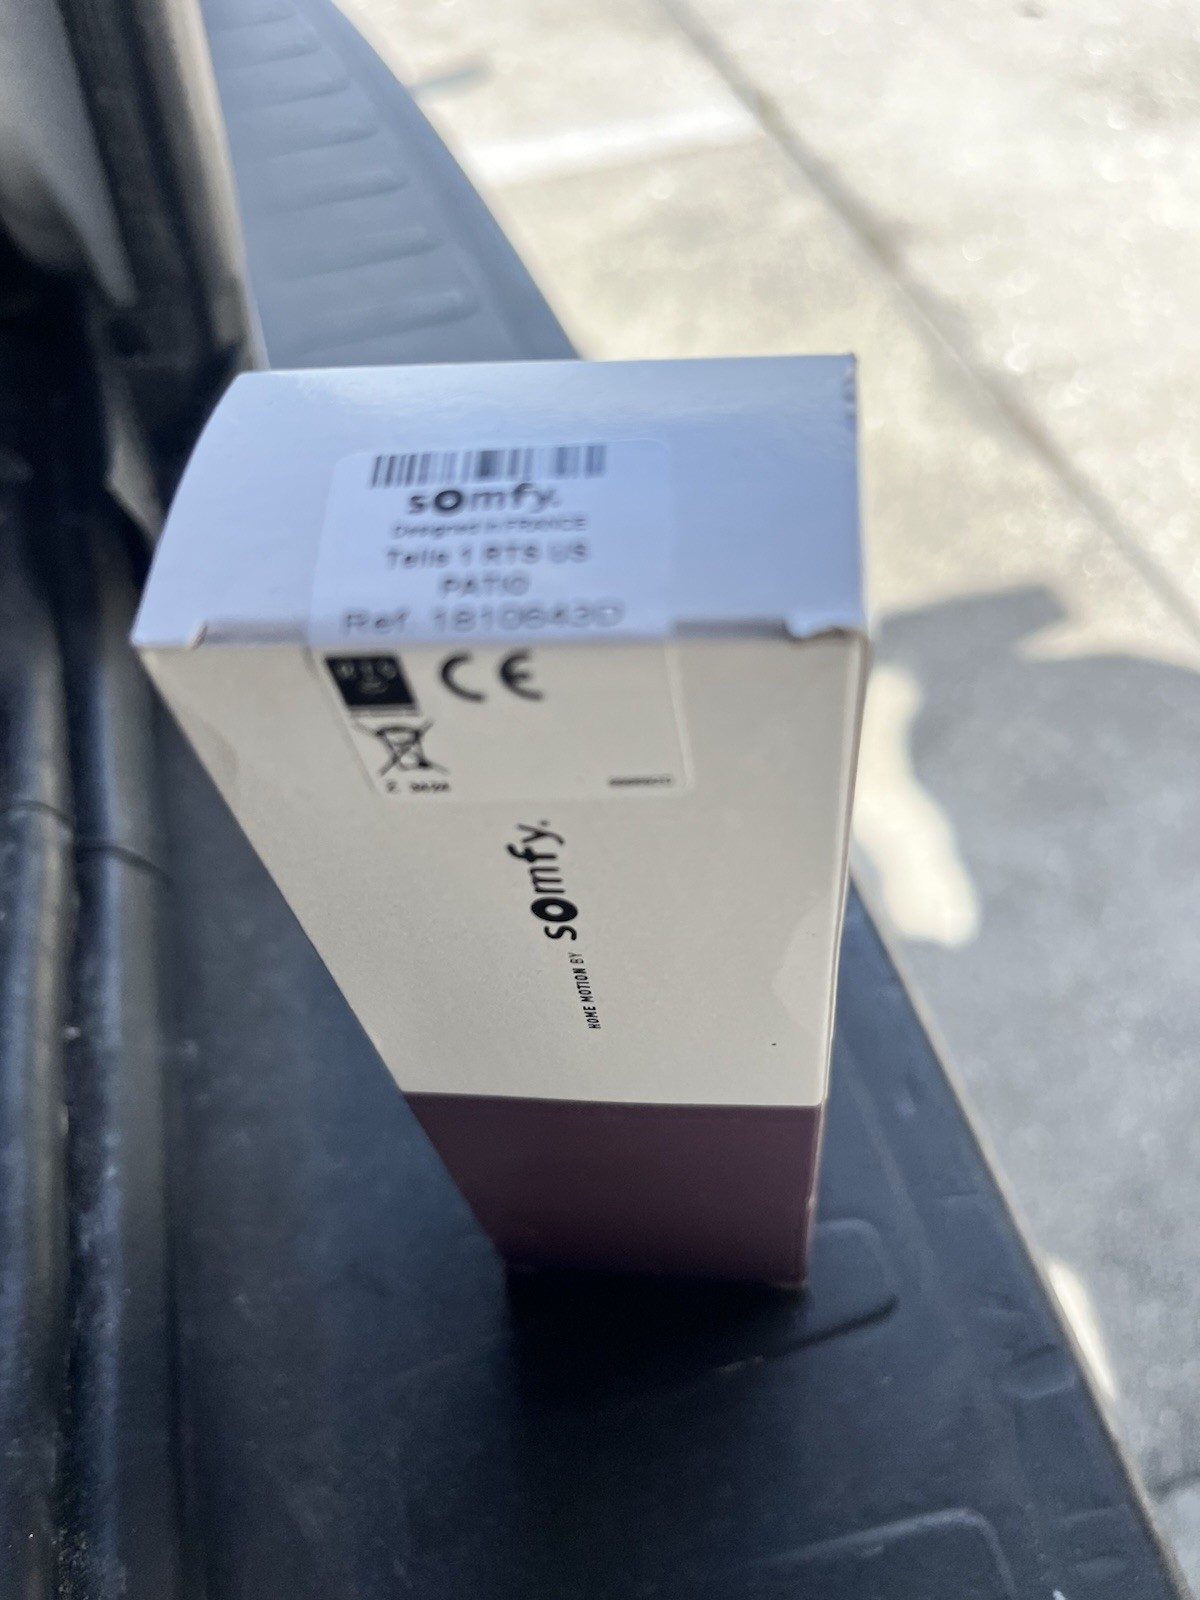 somfy.
Designed in FRANCE
Telis 1 RTS US
PATIO
Ref. 1810643D
CE
HOME MOTION BY somfy.